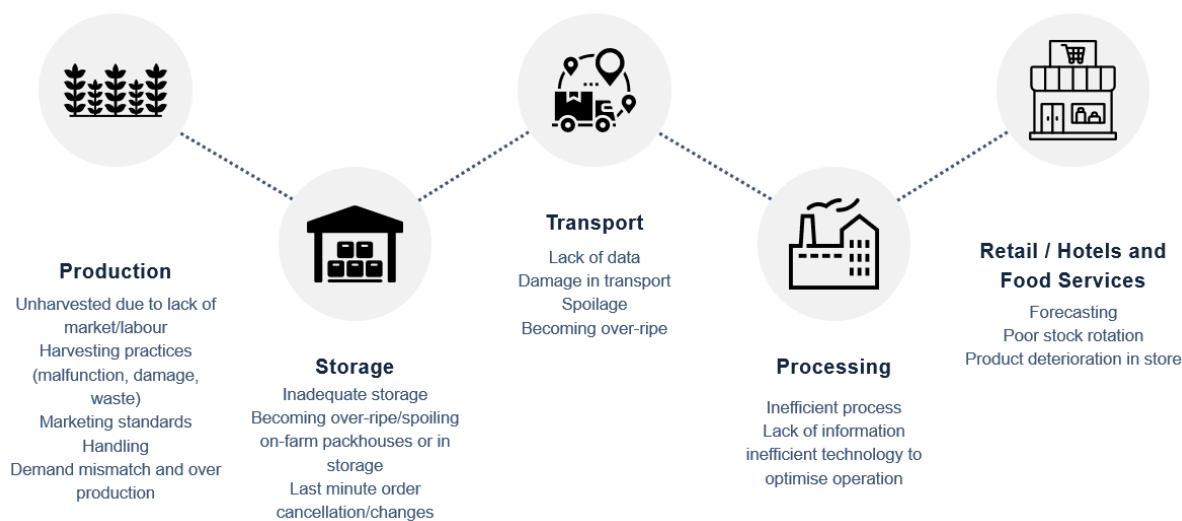 Production
Unharvested due to lack of
market/labour
Harvesting practices
(malfunction, damage,
waste)
Marketing standards
Handling
Demand mismatch and over
production
Storage
Inadequate storage
Becoming over-ripe/spoiling
on-farm packhouses or in
storage
Last minute order
cancellation/changes
Transport
Lack of data
Damage in transport
Spoilage
Becoming over-ripe
Processing
Inefficient process
Lack of information
inefficient technology to
optimise operation
Retail / Hotels and
Food Services
Forecasting
Poor stock rotation
Product deterioration in store